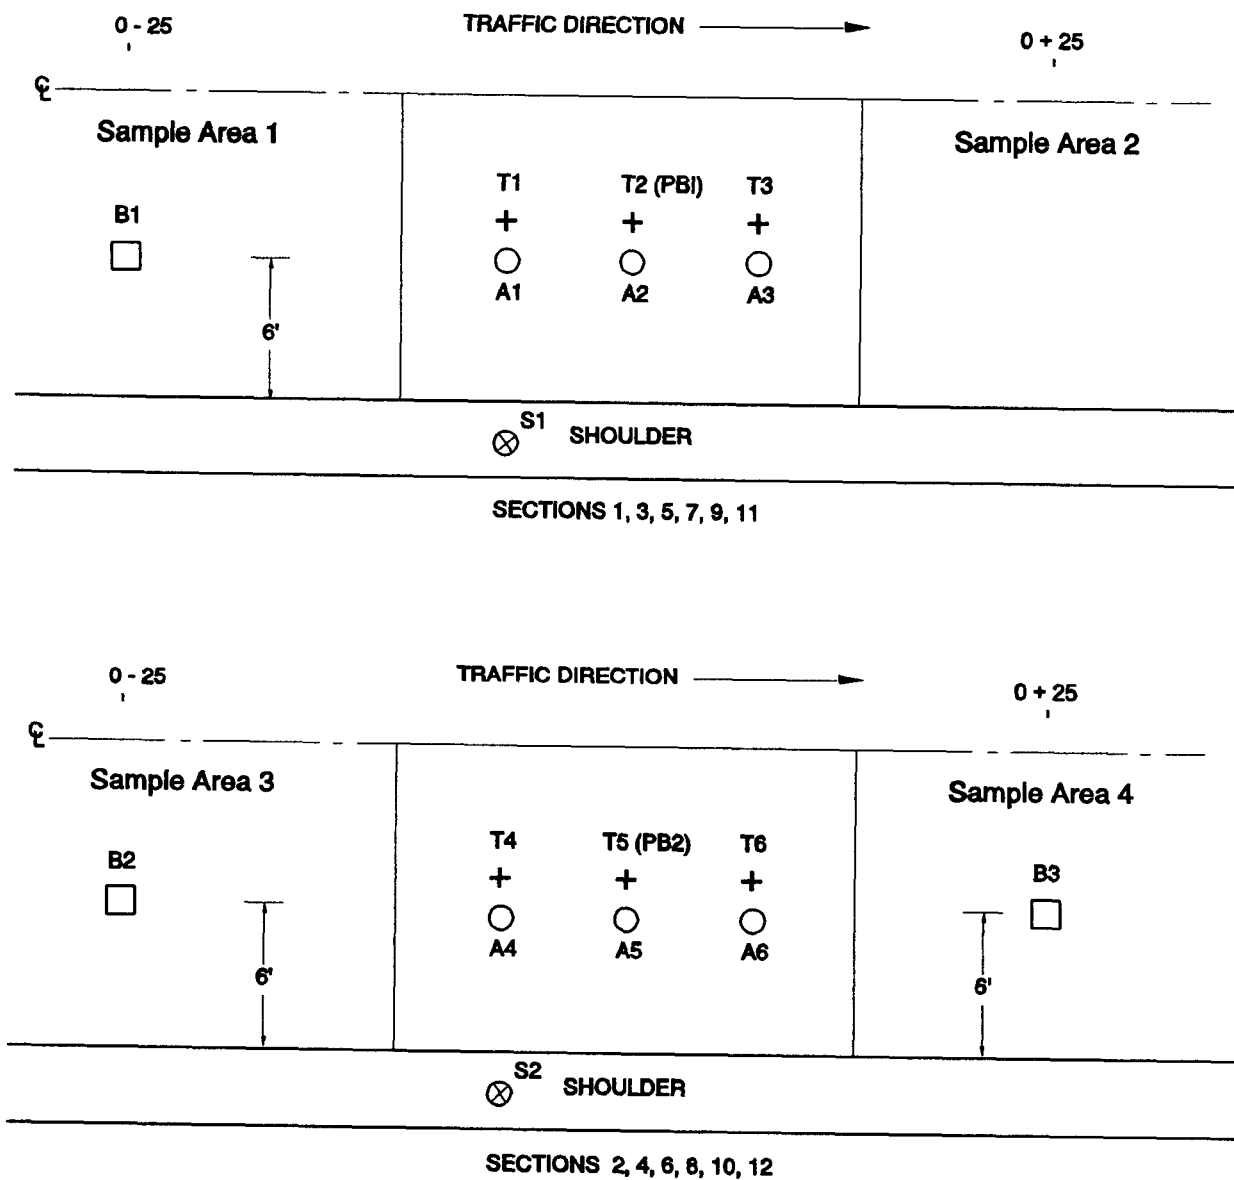 0 - 25
TRAFFIC DIRECTION
0 + 25
℄
Sample Area 1
Sample Area 2
T1
T2 (PBI)
T3
B1
A1
A2
A3
6'
S1
SHOULDER
SECTIONS 1, 3, 5, 7, 9, 11
0 - 25
TRAFFIC DIRECTION
0 + 25
℄
Sample Area 3
Sample Area 4
T4
T5 (PB2)
T6
B2
B3
A4
A5
A6
6'
6'
S2
SHOULDER
SECTIONS 2, 4, 6, 8, 10, 12